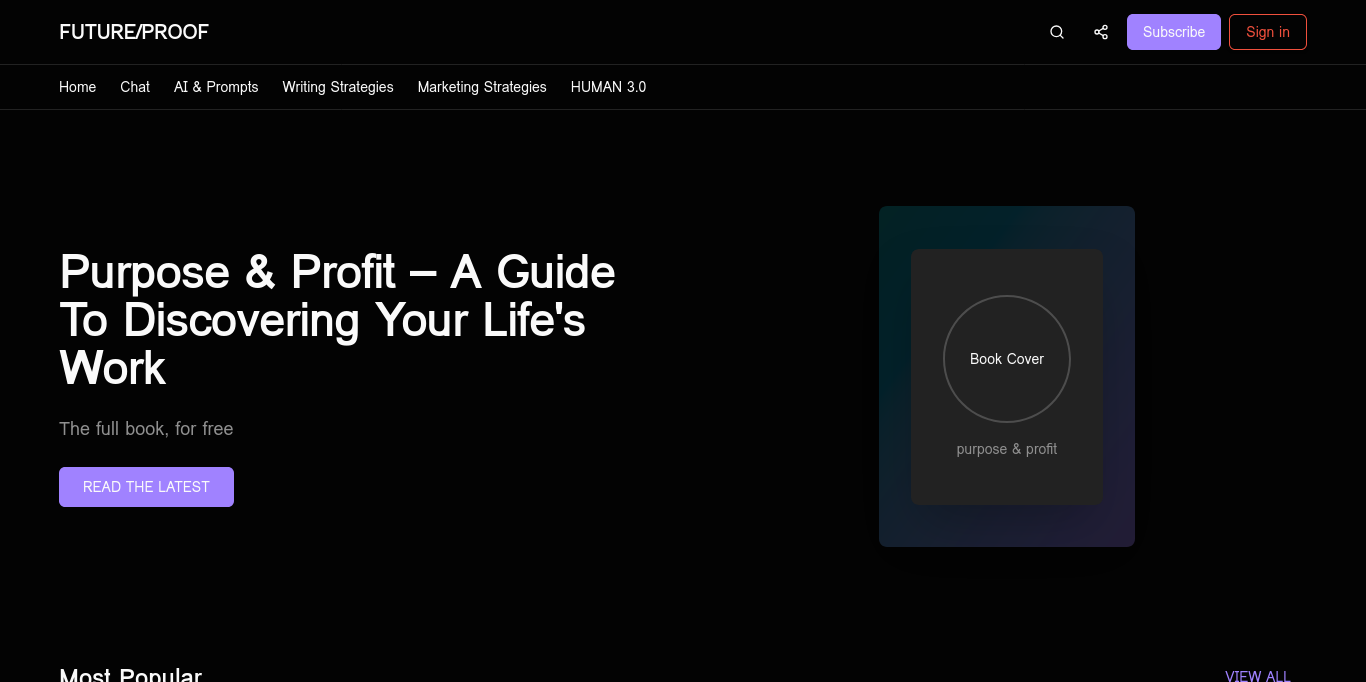 FUTURE/PROOF
Subscribe
Sign in
Home
Chat
AI & Prompts
Writing Strategies
Marketing Strategies
HUMAN 3.0
Purpose & Profit – A Guide
To Discovering Your Life's
Work
The full book, for free
READ THE LATEST
Book Cover
purpose & profit
Most Popular
VIEW ALL